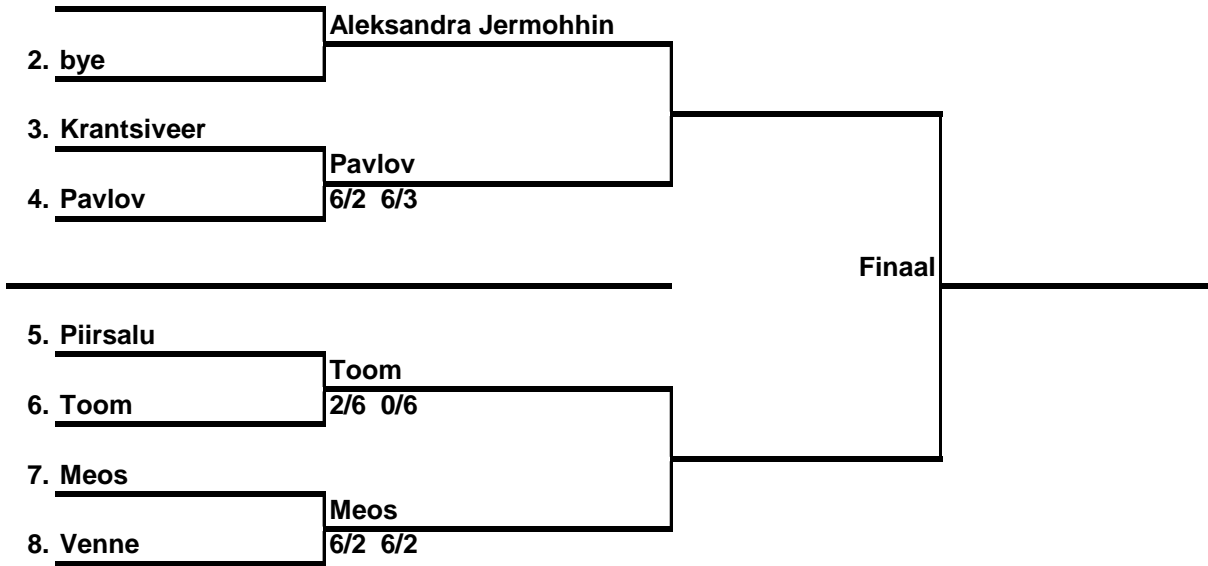 Aleksandra Jermohhin
2. bye
3. Krantsiveer
Pavlov
4. Pavlov 6/2 6/3
Finaal
5. Piirsalu
Toom
6. Toom 2/6 0/6
7. Meos
Meos
8. Venne 6/2 6/2